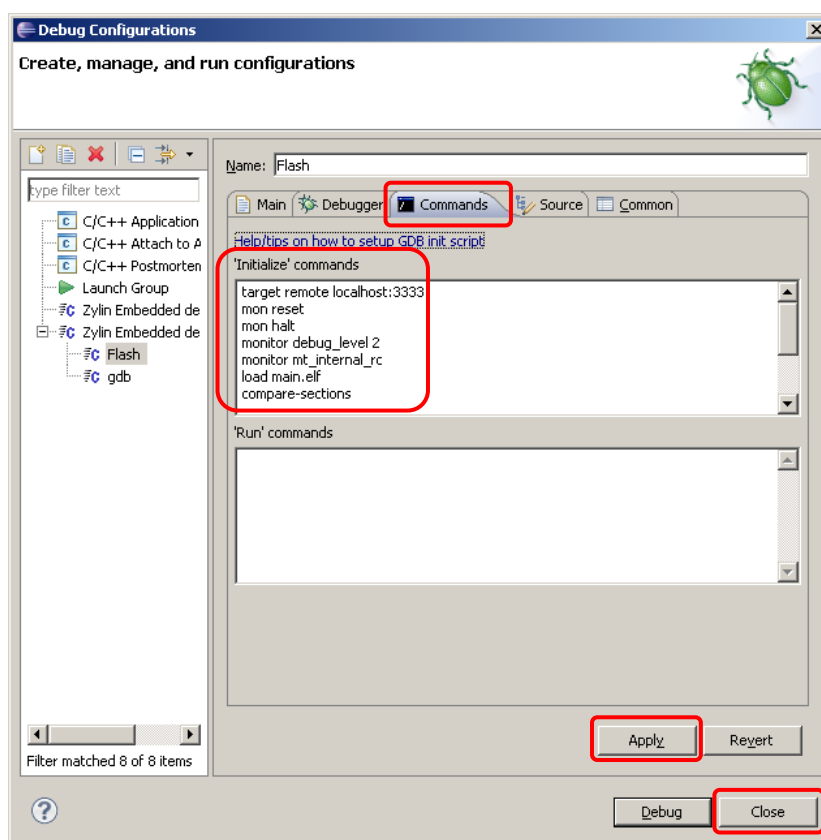 Debug Configurations
Create, manage, and run configurations
Name: Flash
type filter text
Main
Debugger
Commands
Source
Common
C/C++ Application
C/C++ Attach to A
C/C++ Postmorten
Launch Group
Zylin Embedded de
Zylin Embedded de
Flash
gdb
Help/tips on how to setup GDB init script
'Initialize' commands
target remote localhost:3333
mon reset
mon halt
monitor debug_level 2
monitor mt_internal_rc
load main.elf
compare-sections
'Run' commands
Apply
Revert
Filter matched 8 of 8 items
Debug
Close